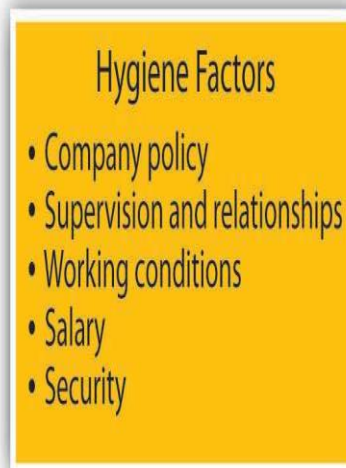 Hygiene Factors
• Company policy
• Supervision and relationships
• Working conditions
• Salary
• Security